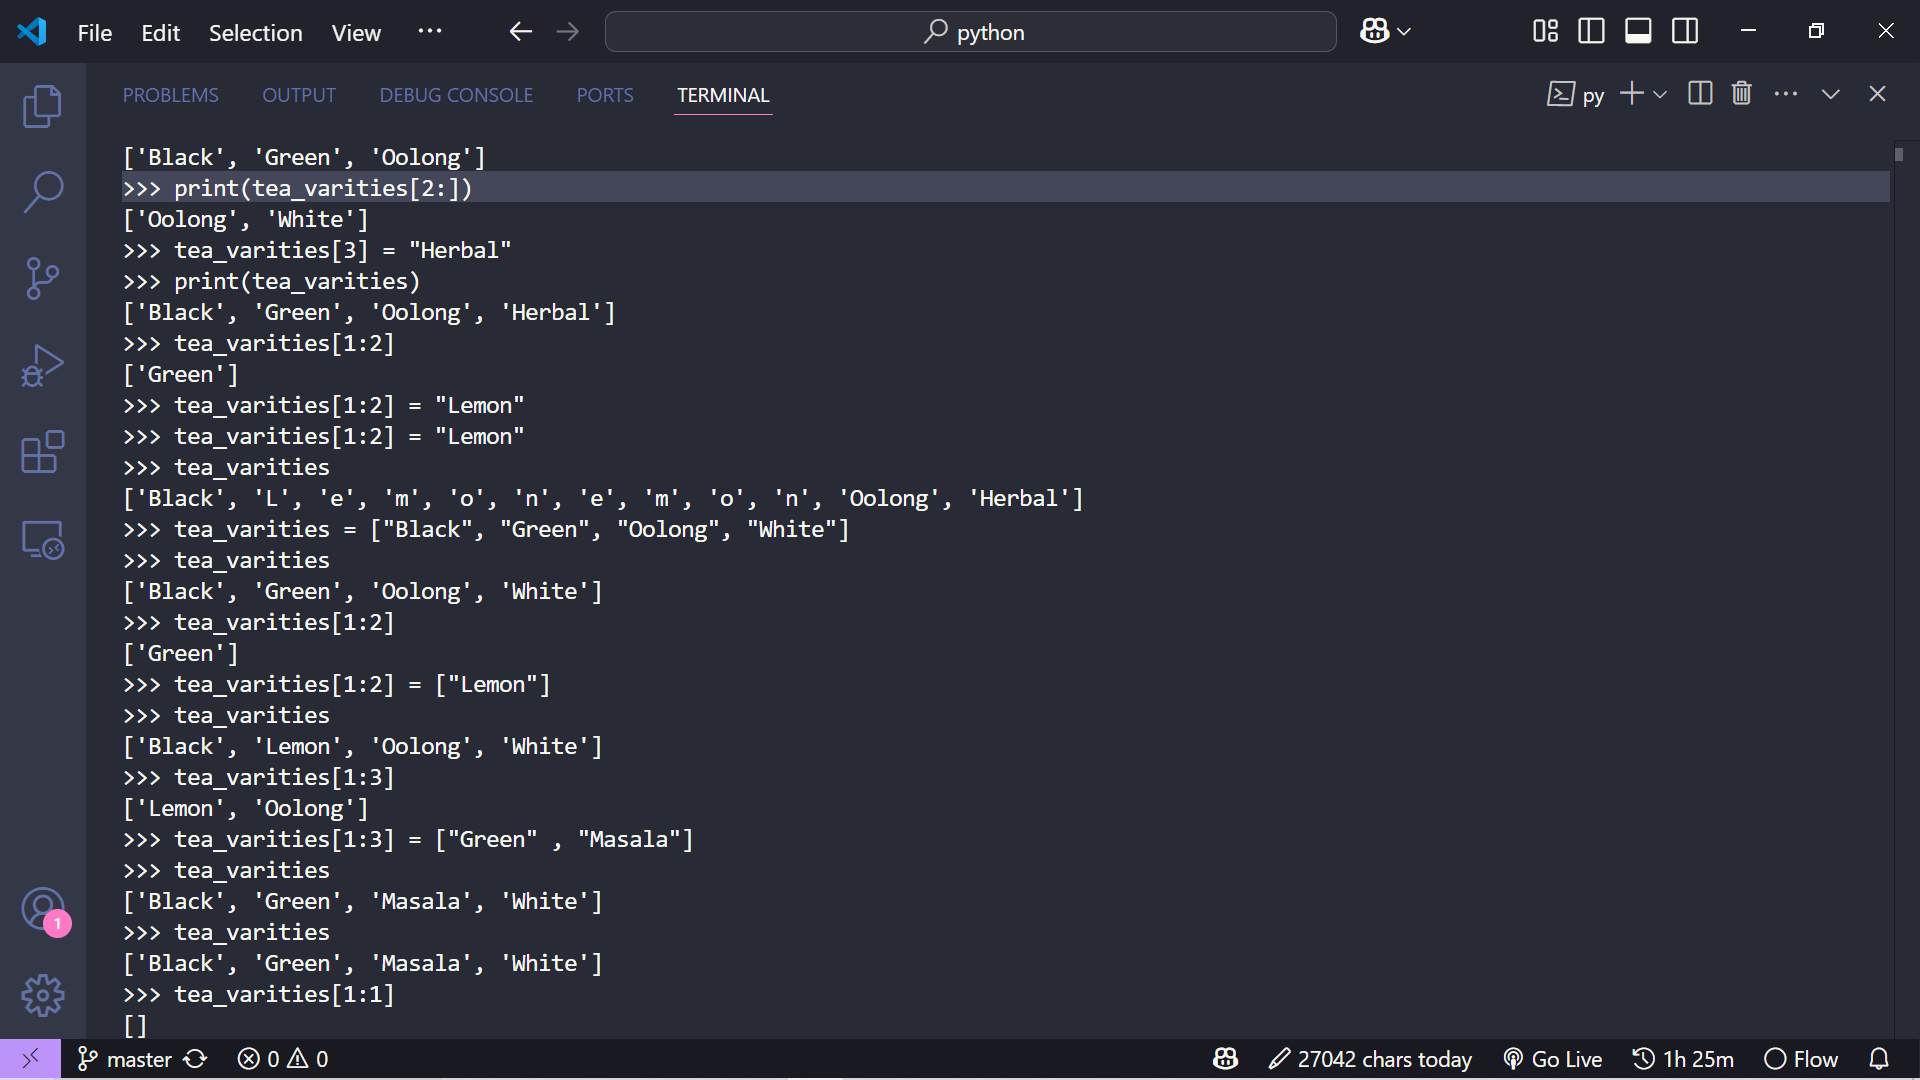 File Edit Selection View ··· python
PROBLEMS OUTPUT DEBUG CONSOLE PORTS TERMINAL py
['Black', 'Green', 'Oolong']
>>> print(tea_varities[2:])
['Oolong', 'White']
>>> tea_varities[3] = "Herbal"
>>> print(tea_varities)
['Black', 'Green', 'Oolong', 'Herbal']
>>> tea_varities[1:2]
['Green']
>>> tea_varities[1:2] = "Lemon"
>>> tea_varities[1:2] = "Lemon"
>>> tea_varities
['Black', 'L', 'e', 'm', 'o', 'n', 'e', 'm', 'o', 'n', 'Oolong', 'Herbal']
>>> tea_varities = ["Black", "Green", "Oolong", "White"]
>>> tea_varities
['Black', 'Green', 'Oolong', 'White']
>>> tea_varities[1:2]
['Green']
>>> tea_varities[1:2] = ["Lemon"]
>>> tea_varities
['Black', 'Lemon', 'Oolong', 'White']
>>> tea_varities[1:3]
['Lemon', 'Oolong']
>>> tea_varities[1:3] = ["Green" , "Masala"]
>>> tea_varities
['Black', 'Green', 'Masala', 'White']
>>> tea_varities
['Black', 'Green', 'Masala', 'White']
>>> tea_varities[1:1]
[]
1
master 0 0 27042 chars today Go Live 1h 25m Flow